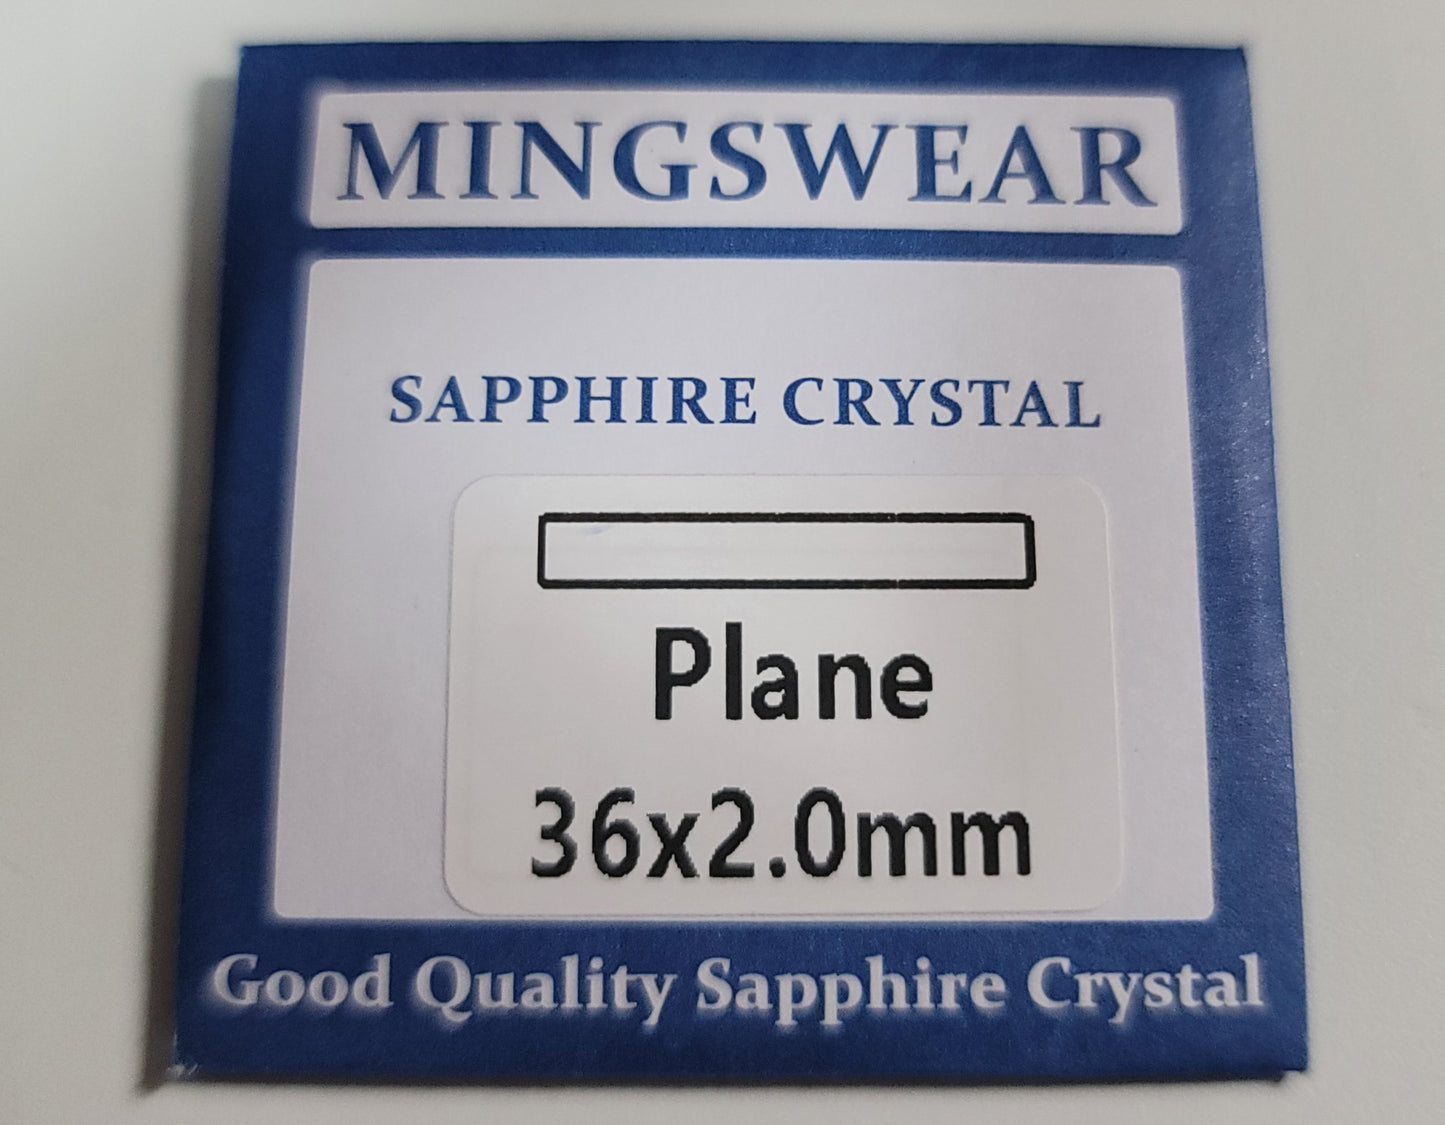 MINGSWEAR
SAPPHIRE CRYSTAL
Plane
36x2.0mm
Good Quality Sapphire Crystal